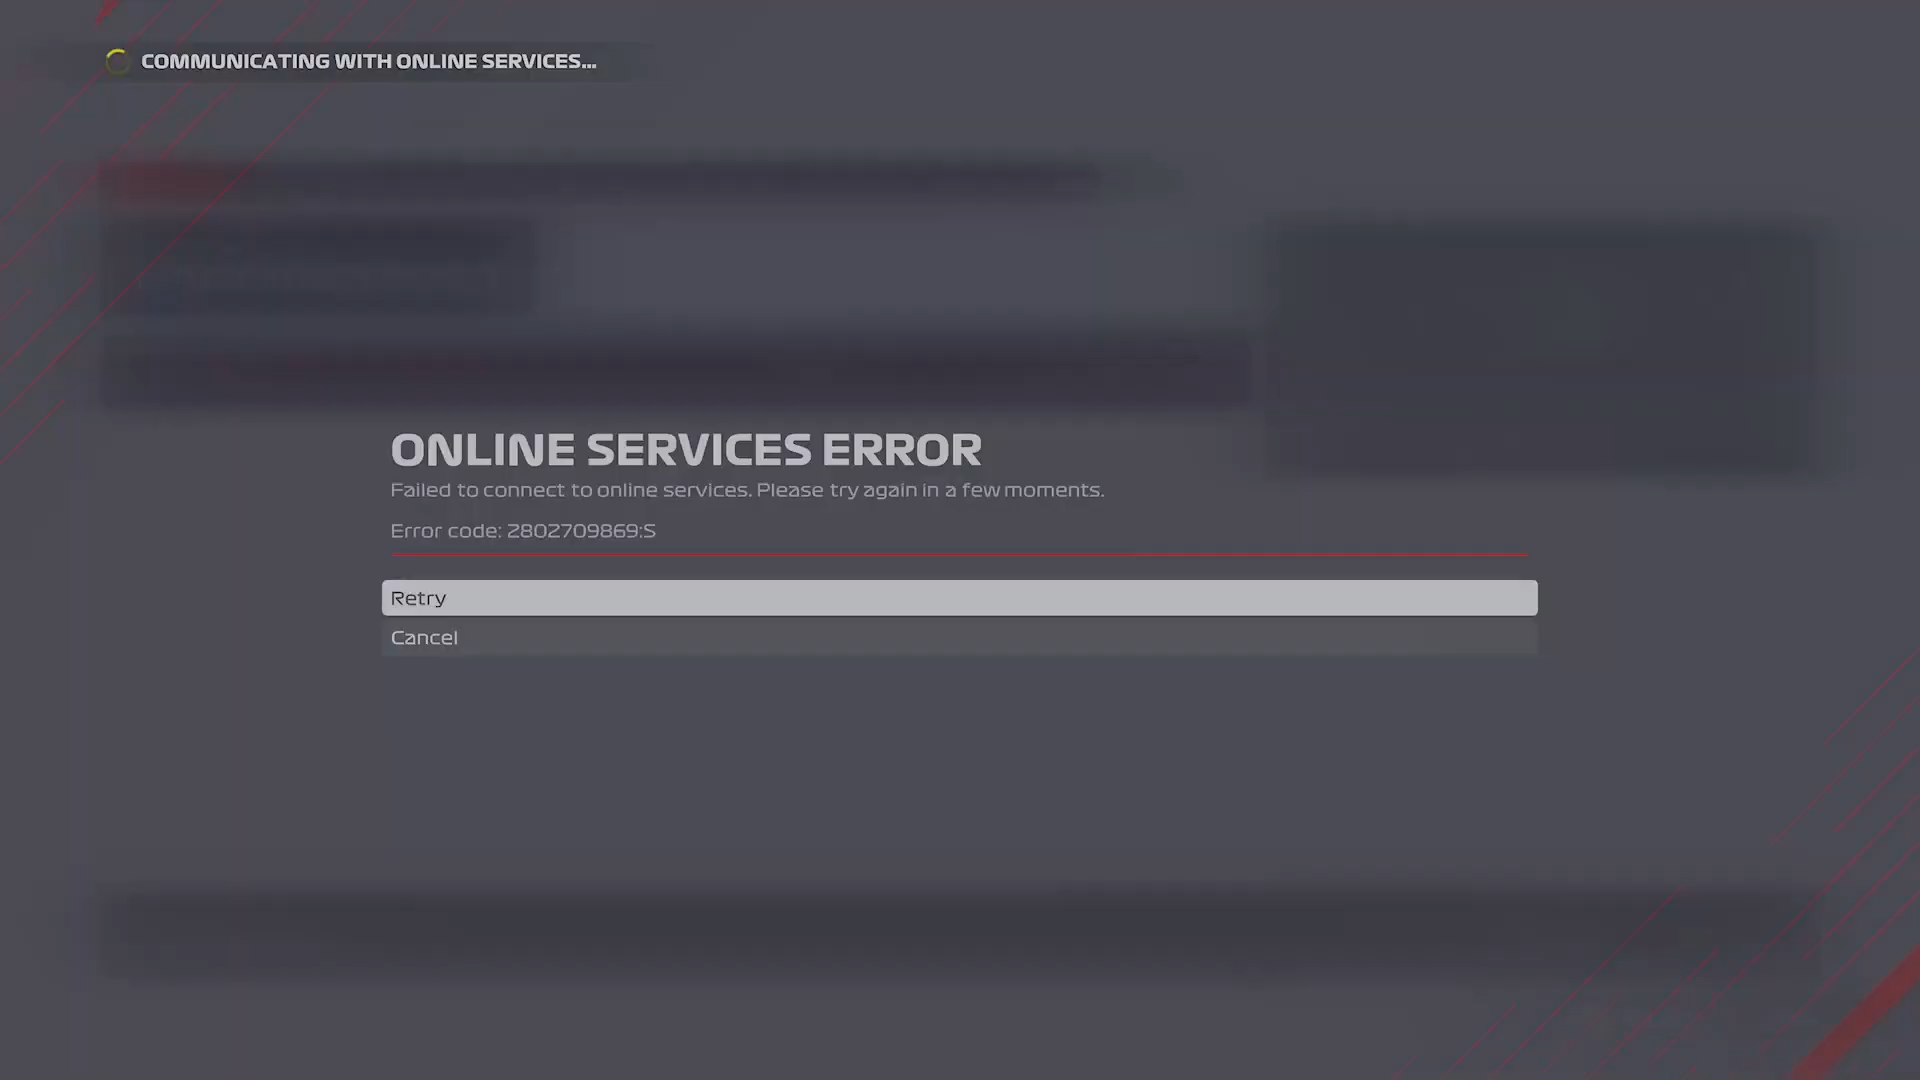 COMMUNICATING WITH ONLINE SERVICES...
ONLINE SERVICES ERROR
Failed to connect to online services. Please try again in a few moments.
Error code: 2802709869:S
Retry
Cancel